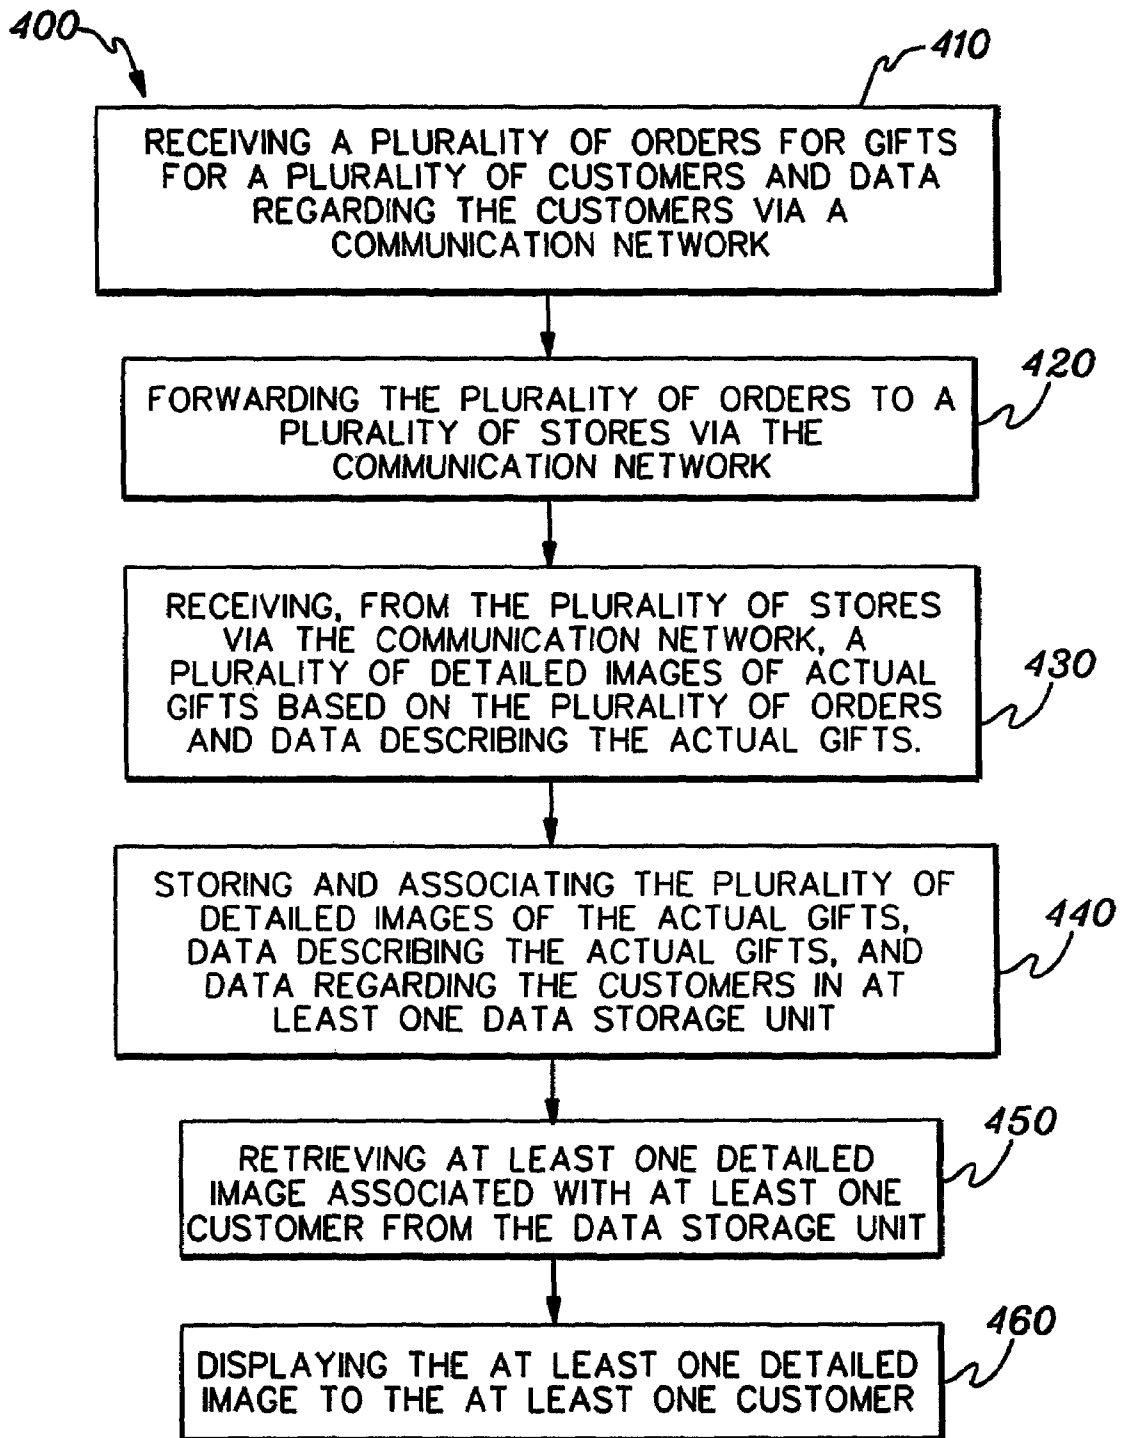 400
410
RECEIVING A PLURALITY OF ORDERS FOR GIFTS
FOR A PLURALITY OF CUSTOMERS AND DATA
REGARDING THE CUSTOMERS VIA A
COMMUNICATION NETWORK
420
FORWARDING THE PLURALITY OF ORDERS TO A
PLURALITY OF STORES VIA THE
COMMUNICATION NETWORK
430
RECEIVING, FROM THE PLURALITY OF STORES
VIA THE COMMUNICATION NETWORK, A
PLURALITY OF DETAILED IMAGES OF ACTUAL
GIFTS BASED ON THE PLURALITY OF ORDERS
AND DATA DESCRIBING THE ACTUAL GIFTS.
440
STORING AND ASSOCIATING THE PLURALITY OF
DETAILED IMAGES OF THE ACTUAL GIFTS,
DATA DESCRIBING THE ACTUAL GIFTS, AND
DATA REGARDING THE CUSTOMERS IN AT
LEAST ONE DATA STORAGE UNIT
450
RETRIEVING AT LEAST ONE DETAILED
IMAGE ASSOCIATED WITH AT LEAST ONE
CUSTOMER FROM THE DATA STORAGE UNIT
460
DISPLAYING THE AT LEAST ONE DETAILED
IMAGE TO THE AT LEAST ONE CUSTOMER